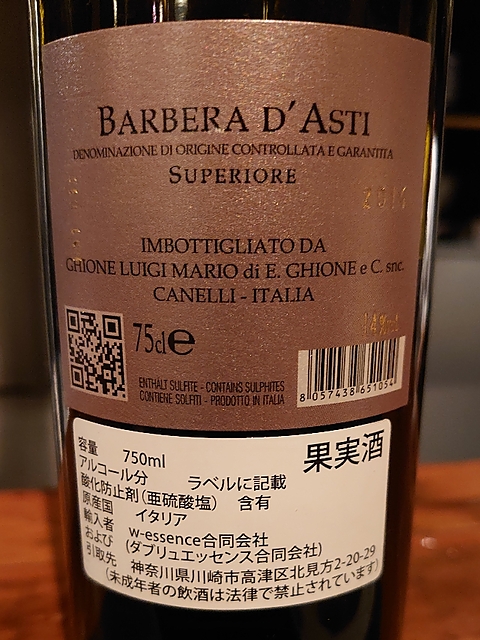 BARBERA D'ASTI
DENOMINAZIONE DI ORIGINE CONTROLLATA E GARANTITA
SUPERIORE
IMBOTTIGLIATO DA
GHIONE LUIGI MARIO di E. GHIONE e C. snc.
CANELLI - ITALIA
75cl e
ENTHÄLT SULFITE - CONTAINS SULPHITES
CONTIENE SOLFITI - PRODOTTO IN ITALIA
8 057438 651054
果実酒
容量 750ml
アルコール分 ラベルに記載
酸化防止剤(亜硫酸塩) 含有
原産国 イタリア
輸入者 w-essence合同会社
および (ダブリュエッセンス合同会社)
引取先 神奈川県川崎市高津区北見方2-20-29
(未成年者の飲酒は法律で禁止されています)